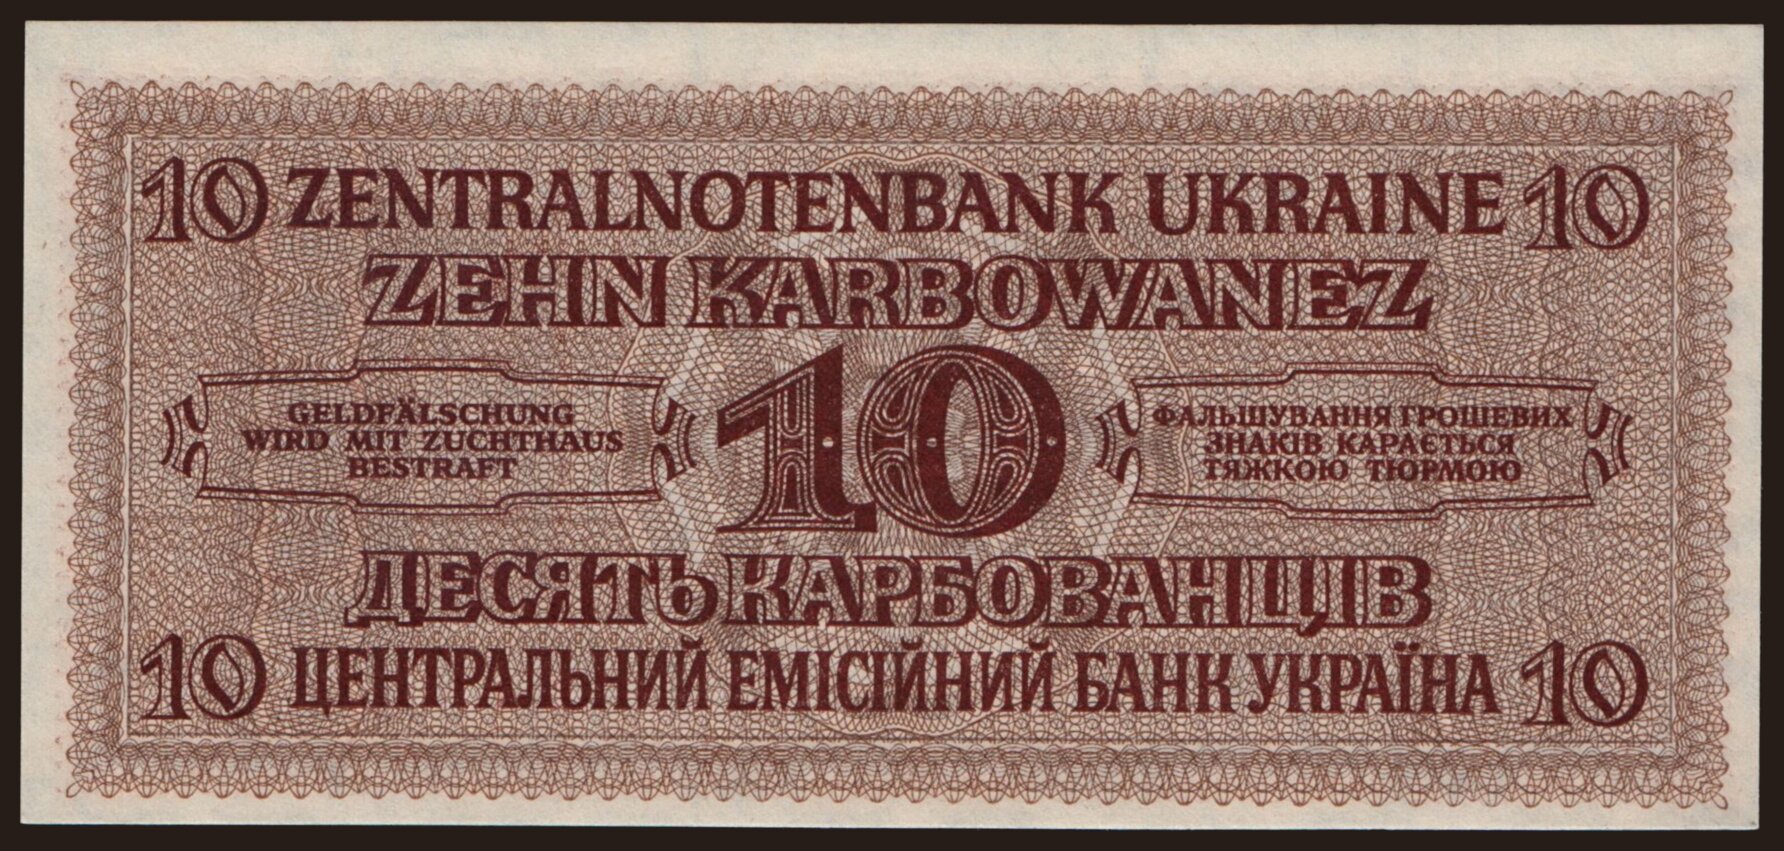 10 ZENTRALNOTENBANK UKRAINE 10
ZEHN KARBOWANEZ
GELDFÄLSCHUNG
WIRD MIT ZUCHTHAUS
BESTRAFT
10
ФАЛЬШУВАННЯ ГРОШЕВИХ
ЗНАКІВ КАРАЄТЬСЯ
ТЯЖКОЮ ТЮРМОЮ
ДЕСЯТЬ КАРБОВАНЦІВ
10 ЦЕНТРАЛЬНИЙ ЕМІСІЙНИЙ БАНК УКРАЇНА 10